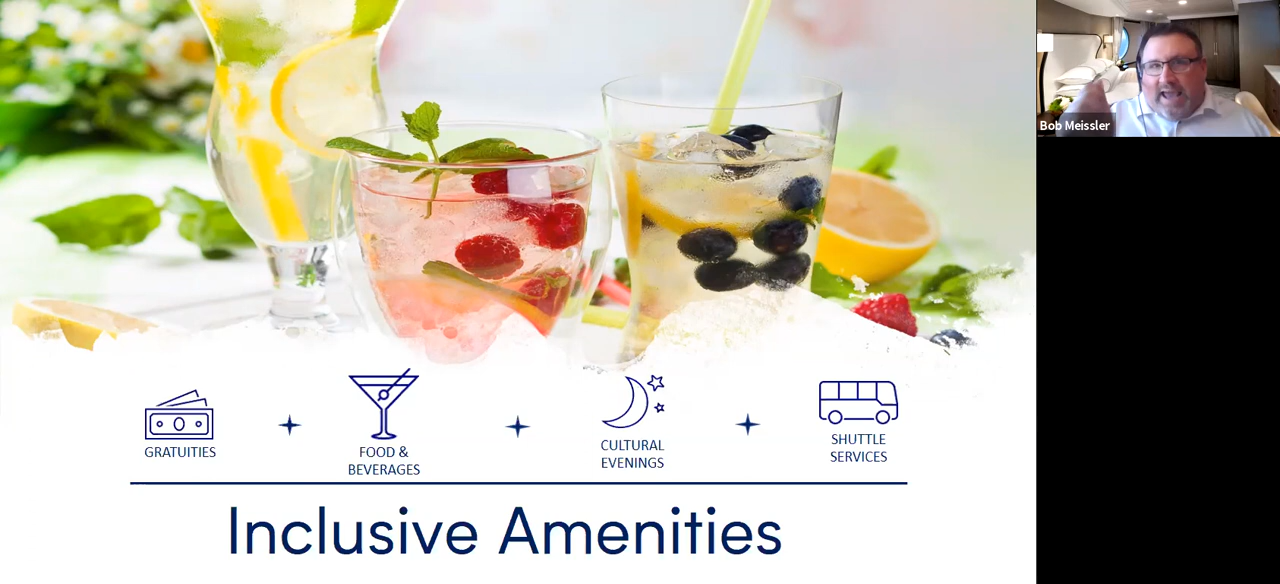 Bob Meissler
GRATUITIES
FOOD &
BEVERAGES
CULTURAL
EVENINGS
SHUTTLE
SERVICES
Inclusive Amenities